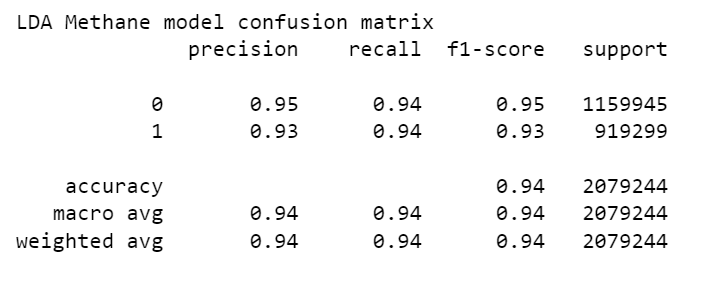 LDA Methane model confusion matrix
precision recall f1-score support
0 0.95 0.94 0.95 1159945
1 0.93 0.94 0.93 919299
accuracy 0.94 2079244
macro avg 0.94 0.94 0.94 2079244
weighted avg 0.94 0.94 0.94 2079244